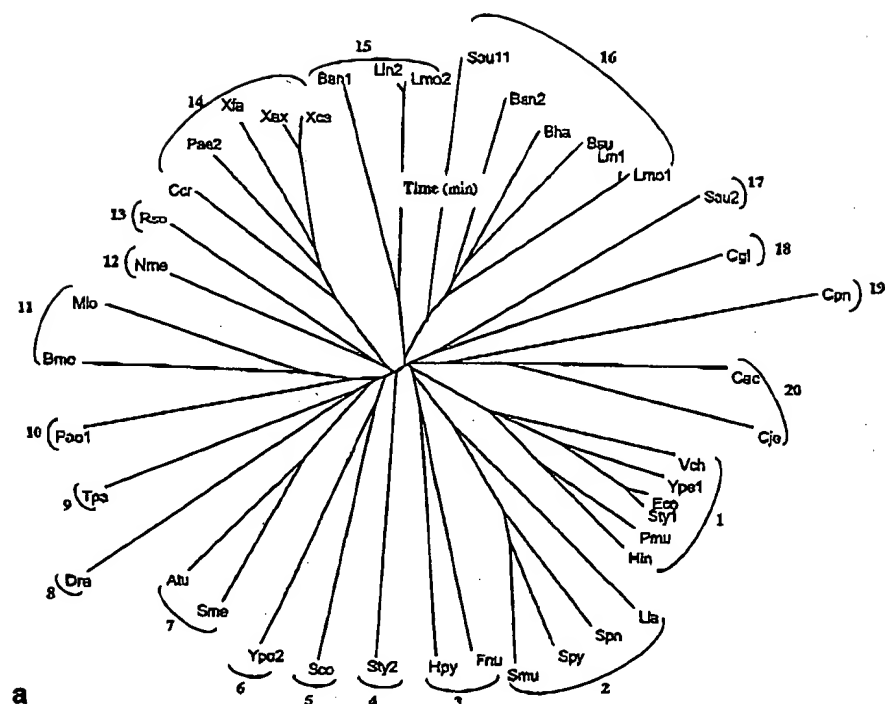 15
16
Sau11
Lin2
Ban1
Lmo2
14
Xfa
Ban2
Xax
Xca
Bha
Pae2
Bsu
Lin1
Lmo1
Time (min)
17
Ccr
Sau2
13
Rso
18
12
Nme
Cgl
19
11
Mlo
Cpn
Bme
Cac
20
10
Pae1
Cje
Vch
Ype1
9
Tpa
Eco
Sty1
1
Pmu
Hin
8
Dra
Atu
7
Sme
Lla
Spn
Ype2
Sco
Sty2
Hpy
Fnu
Smu
Spy
6
5
4
3
2
a